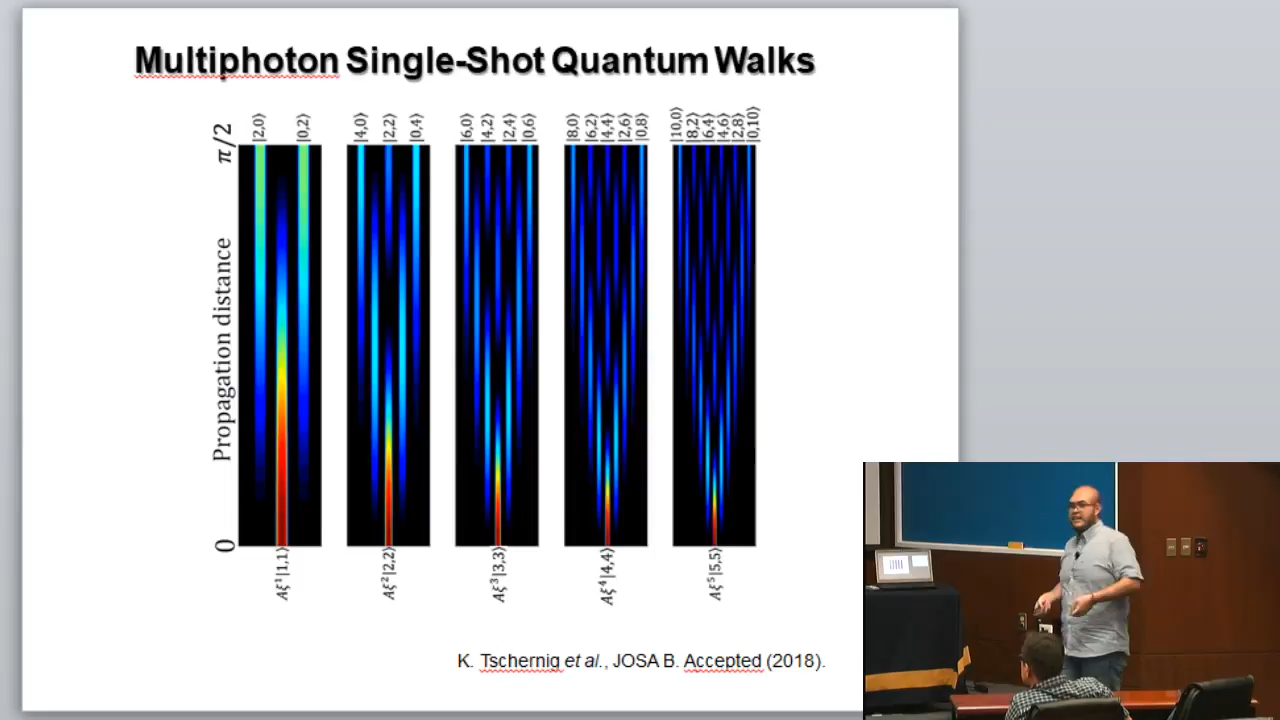 Multiphoton Single-Shot Quantum Walks
|2,0⟩ |0,2⟩
|4,0⟩ |2,2⟩ |0,4⟩
|6,0⟩ |4,2⟩ |2,4⟩ |0,6⟩
|8,0⟩ |6,2⟩ |4,4⟩ |2,6⟩ |0,8⟩
|10,0⟩ |8,2⟩ |6,4⟩ |4,6⟩ |2,8⟩ |0,10⟩
π/2
Propagation distance
0
Aξ¹|1,1⟩
Aξ²|2,2⟩
Aξ³|3,3⟩
Aξ⁴|4,4⟩
Aξ⁵|5,5⟩
K. Tschernig et al., JOSA B. Accepted (2018).